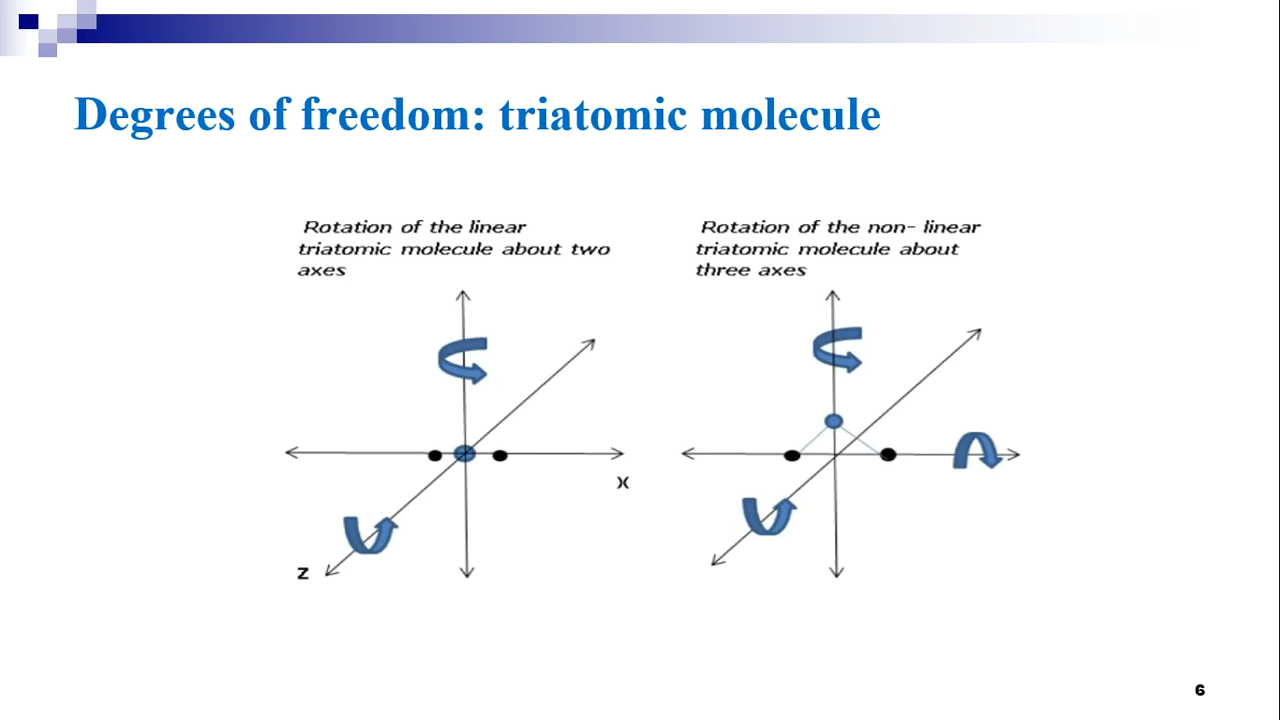 Degrees of freedom: triatomic molecule
Rotation of the linear
triatomic molecule about two
axes
Rotation of the non- linear
triatomic molecule about
three axes
X
Z
6